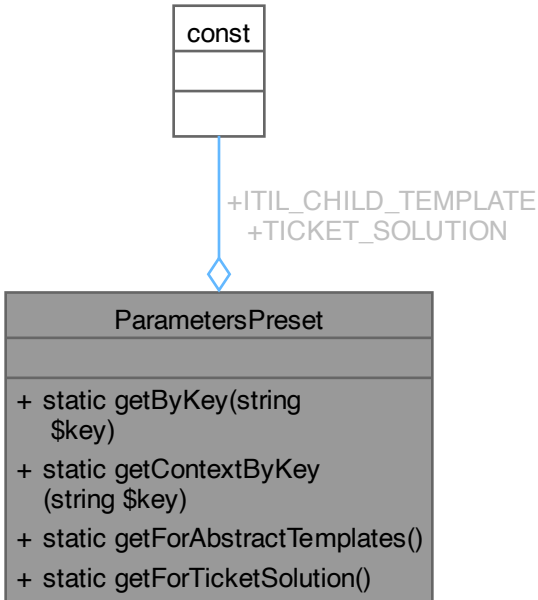 const
+ITIL_CHILD_TEMPLATE
+TICKET_SOLUTION
ParametersPreset
+ static getByKey(string
$key)
+ static getContextByKey
(string $key)
+ static getForAbstractTemplates()
+ static getForTicketSolution()